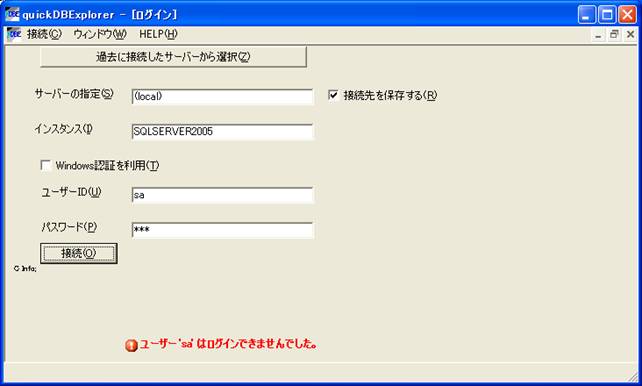 quickDBExplorer - [ログイン]
接続(C) ウィンドウ(W) HELP(H)
過去に接続したサーバーから選択(Z)
サーバーの指定(S) (local) 接続先を保存する(R)
インスタンス(I) SQLSERVER2005
Windows認証を利用(T)
ユーザーID(U) sa
パスワード(P) ***
接続(O)
ユーザー 'sa' はログインできませんでした。